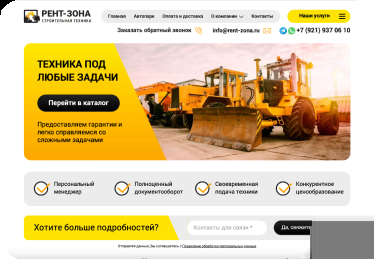 РЕНТ-ЗОНА
СТРОИТЕЛЬНАЯ ТЕХНИКА
Главная Автопарк Оплата и доставка О компании Контакты
Наши услуги
Заказать обратный звонок info@rent-zona.ru +7 (921) 937 06 10
ТЕХНИКА ПОД
ЛЮБЫЕ ЗАДАЧИ
Перейти в каталог
Предоставляем гарантии и
легко справляемся со
сложными задачами
Персональный
менеджер
Полноценный
документооборот
Своевременная
подача техники
Конкурентное
ценообразование
Хотите больше подробностей?
Контакты для связи *
Да, свяжите
Отправляя данные, Вы соглашаетесь с Правилами обработки персональных данных